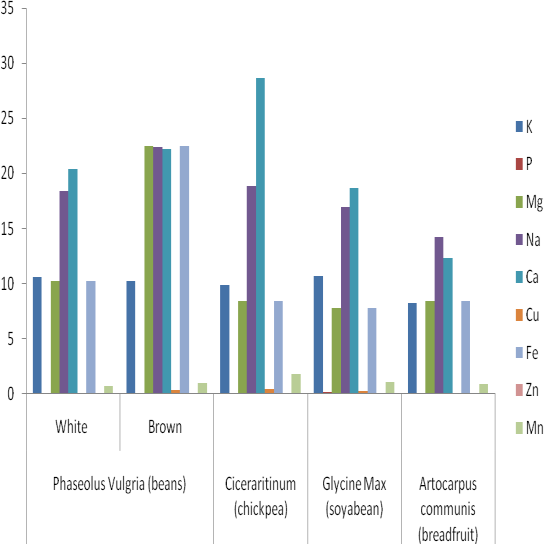 35
30
25
20
15
10
5
0
White
Brown
Phaseolus Vulgria (beans)
Ciceraritinum
(chickpea)
Glycine Max
(soyabean)
Artocarpus
communis
(breadfruit)
K
P
Mg
Na
Ca
Cu
Fe
Zn
Mn